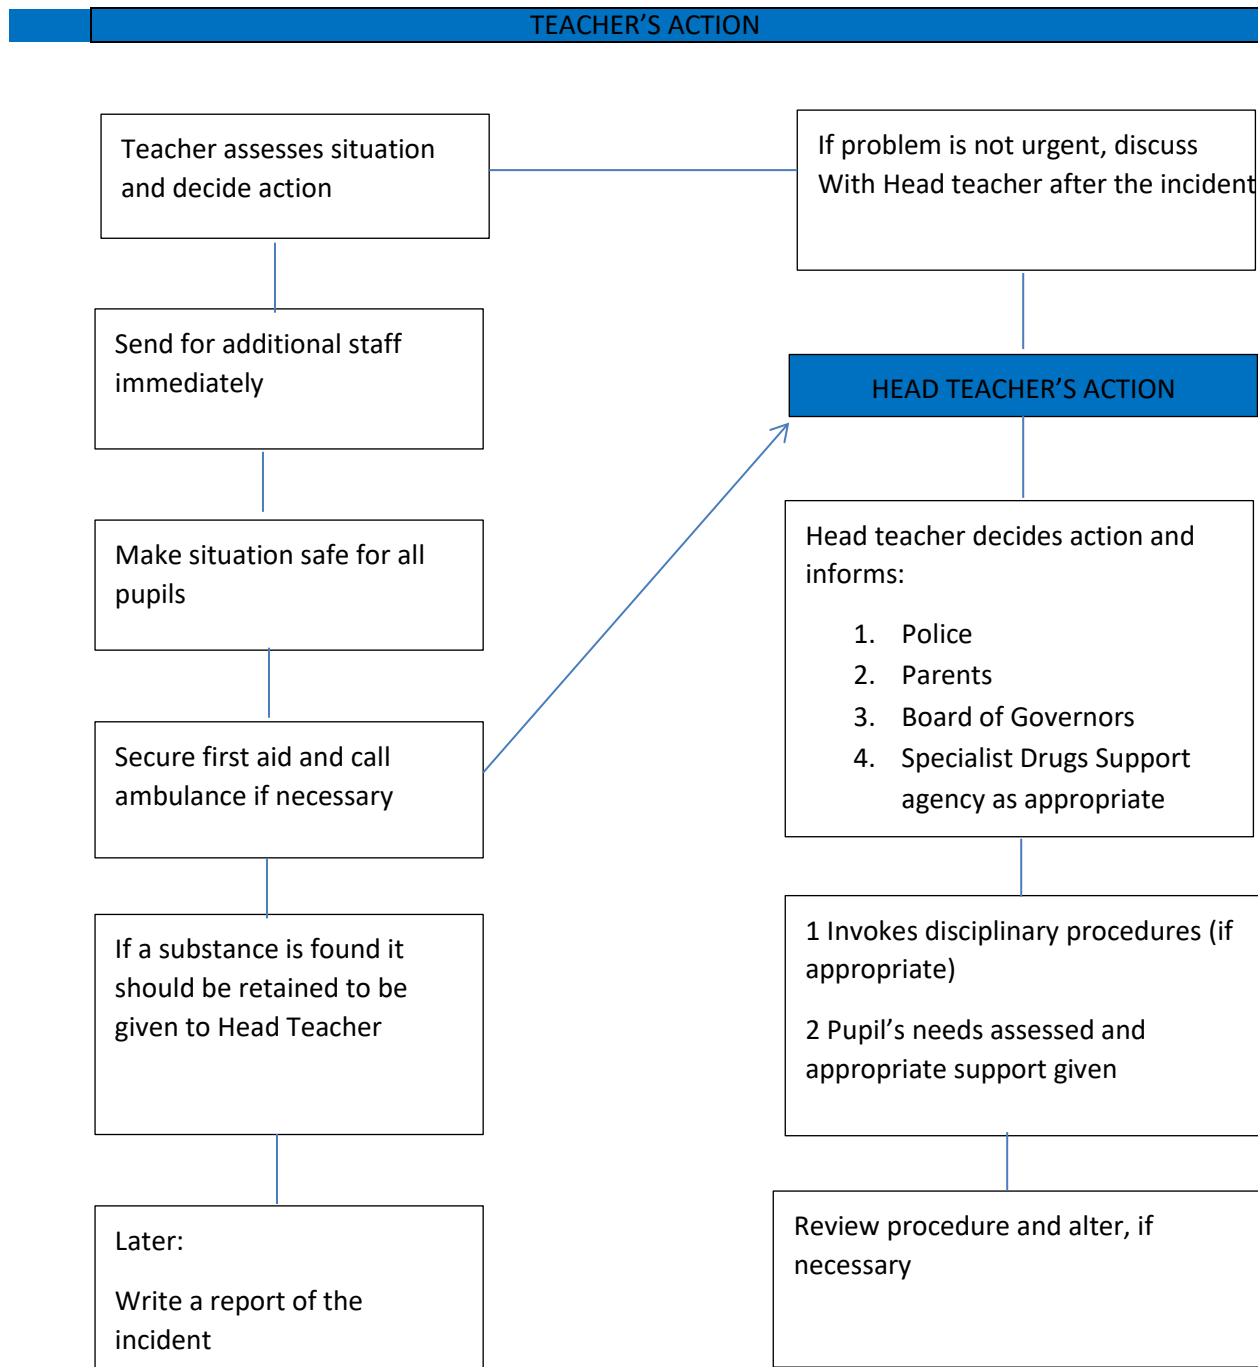 TEACHER’S ACTION
Teacher assesses situation
and decide action
If problem is not urgent, discuss
With Head teacher after the incident
Send for additional staff
immediately
HEAD TEACHER’S ACTION
Make situation safe for all
pupils
Head teacher decides action and
informs:
1. Police
2. Parents
3. Board of Governors
4. Specialist Drugs Support
agency as appropriate
Secure first aid and call
ambulance if necessary
If a substance is found it
should be retained to be
given to Head Teacher
1 Invokes disciplinary procedures (if
appropriate)
2 Pupil’s needs assessed and
appropriate support given
Later:
Write a report of the
incident
Review procedure and alter, if
necessary